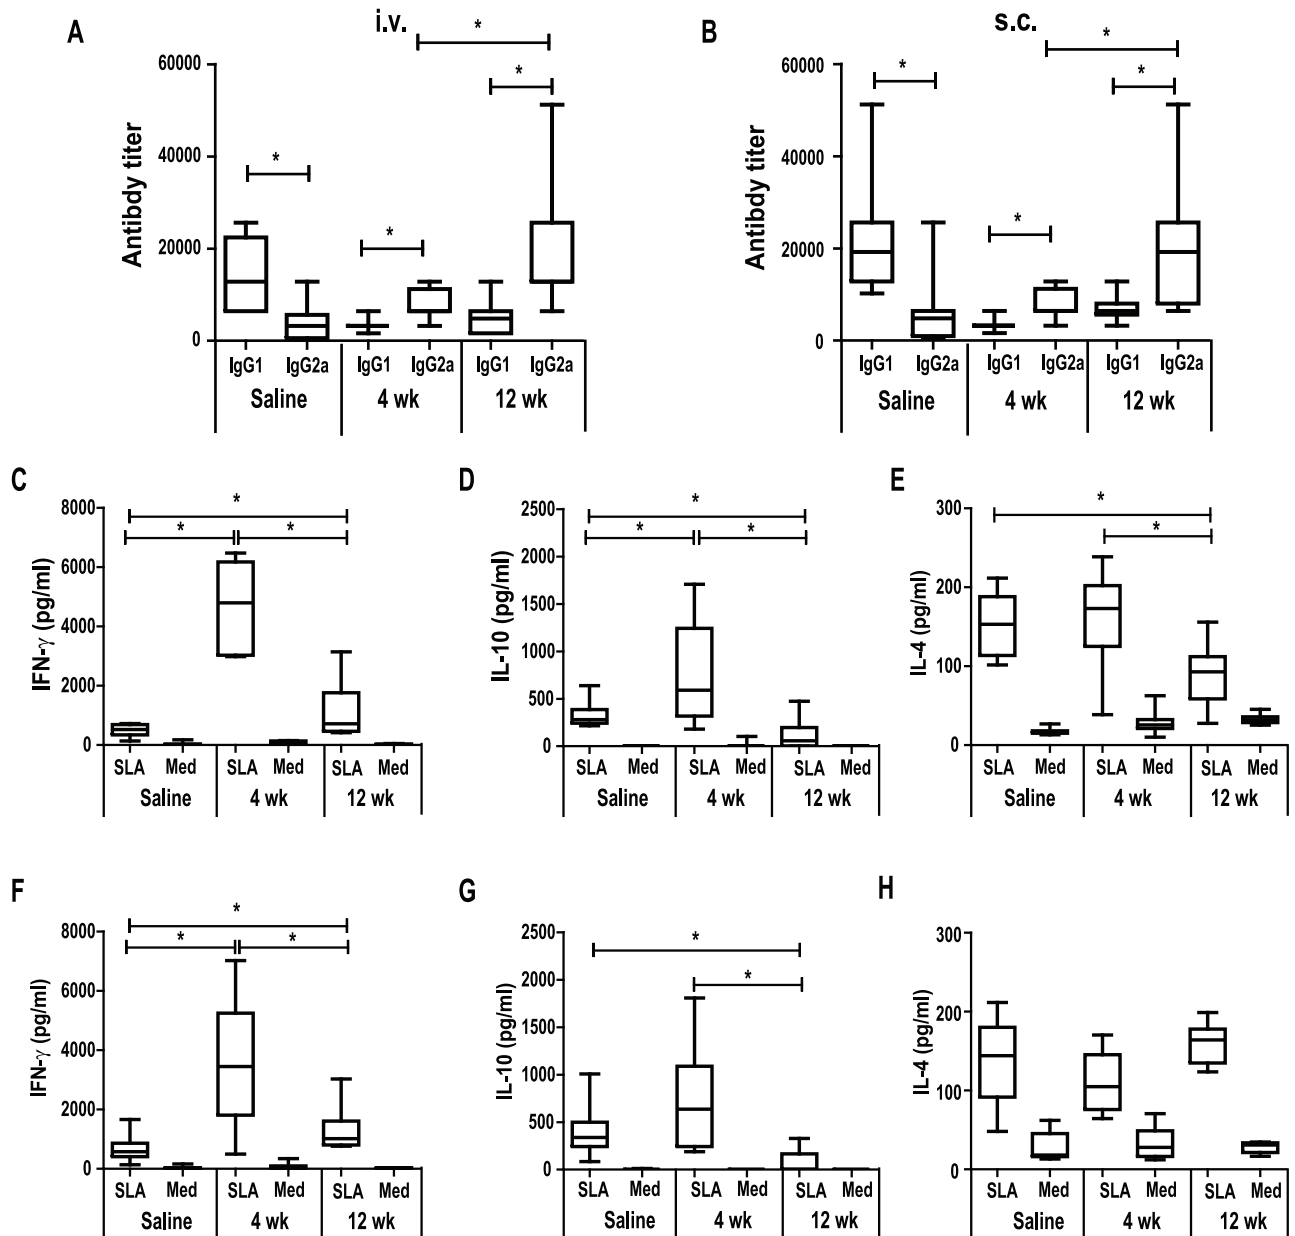 A
i.v.
*
*
*
*
60000
40000
20000
0
Antibdy titer
IgG1 IgG2a IgG1 IgG2a IgG1 IgG2a
Saline 4 wk 12 wk
B
s.c.
*
*
*
*
60000
40000
20000
0
Antibody titer
IgG1 IgG2a IgG1 IgG2a IgG1 IgG2a
Saline 4 wk 12 wk
C
*
* *
8000
6000
4000
2000
0
IFN-γ (pg/ml)
SLA Med SLA Med SLA Med
Saline 4 wk 12 wk
D
*
* *
2500
2000
1500
1000
500
0
IL-10 (pg/ml)
SLA Med SLA Med SLA Med
Saline 4 wk 12 wk
E
*
*
300
200
100
0
IL-4 (pg/ml)
SLA Med SLA Med SLA Med
Saline 4 wk 12 wk
F
*
* *
8000
6000
4000
2000
0
IFN-γ (pg/ml)
SLA Med SLA Med SLA Med
Saline 4 wk 12 wk
G
*
*
2500
2000
1500
1000
500
0
IL-10 (pg/ml)
SLA Med SLA Med SLA Med
Saline 4 wk 12 wk
H
300
200
100
0
IL-4 (pg/ml)
SLA Med SLA Med SLA Med
Saline 4 wk 12 wk